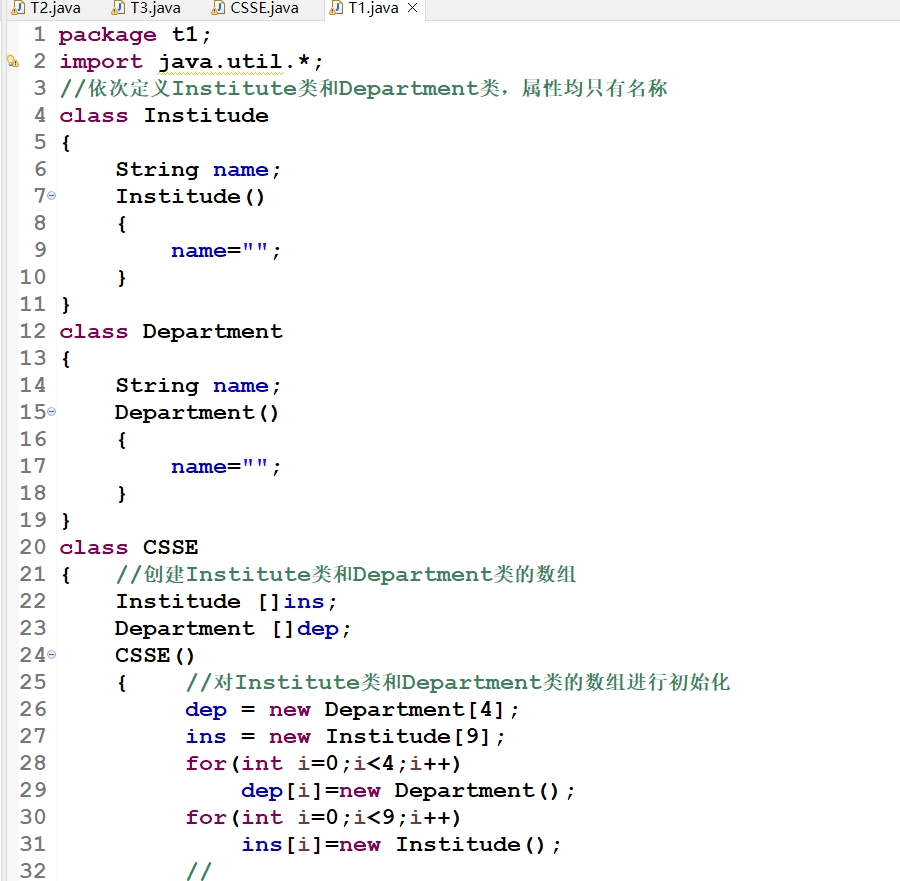 T2.java T3.java CSSE.java T1.java
1 package t1;
2 import java.util.*;
3 //依次定义Institute类和Department类，属性均只有名称
4 class Institude
5 {
6 String name;
7 Institude()
8 {
9 name="";
10 }
11 }
12 class Department
13 {
14 String name;
15 Department()
16 {
17 name="";
18 }
19 }
20 class CSSE
21 { //创建Institute类和Department类的数组
22 Institude []ins;
23 Department []dep;
24 CSSE()
25 { //对Institute类和Department类的数组进行初始化
26 dep = new Department[4];
27 ins = new Institude[9];
28 for(int i=0;i<4;i++)
29 dep[i]=new Department();
30 for(int i=0;i<9;i++)
31 ins[i]=new Institude();
32 //